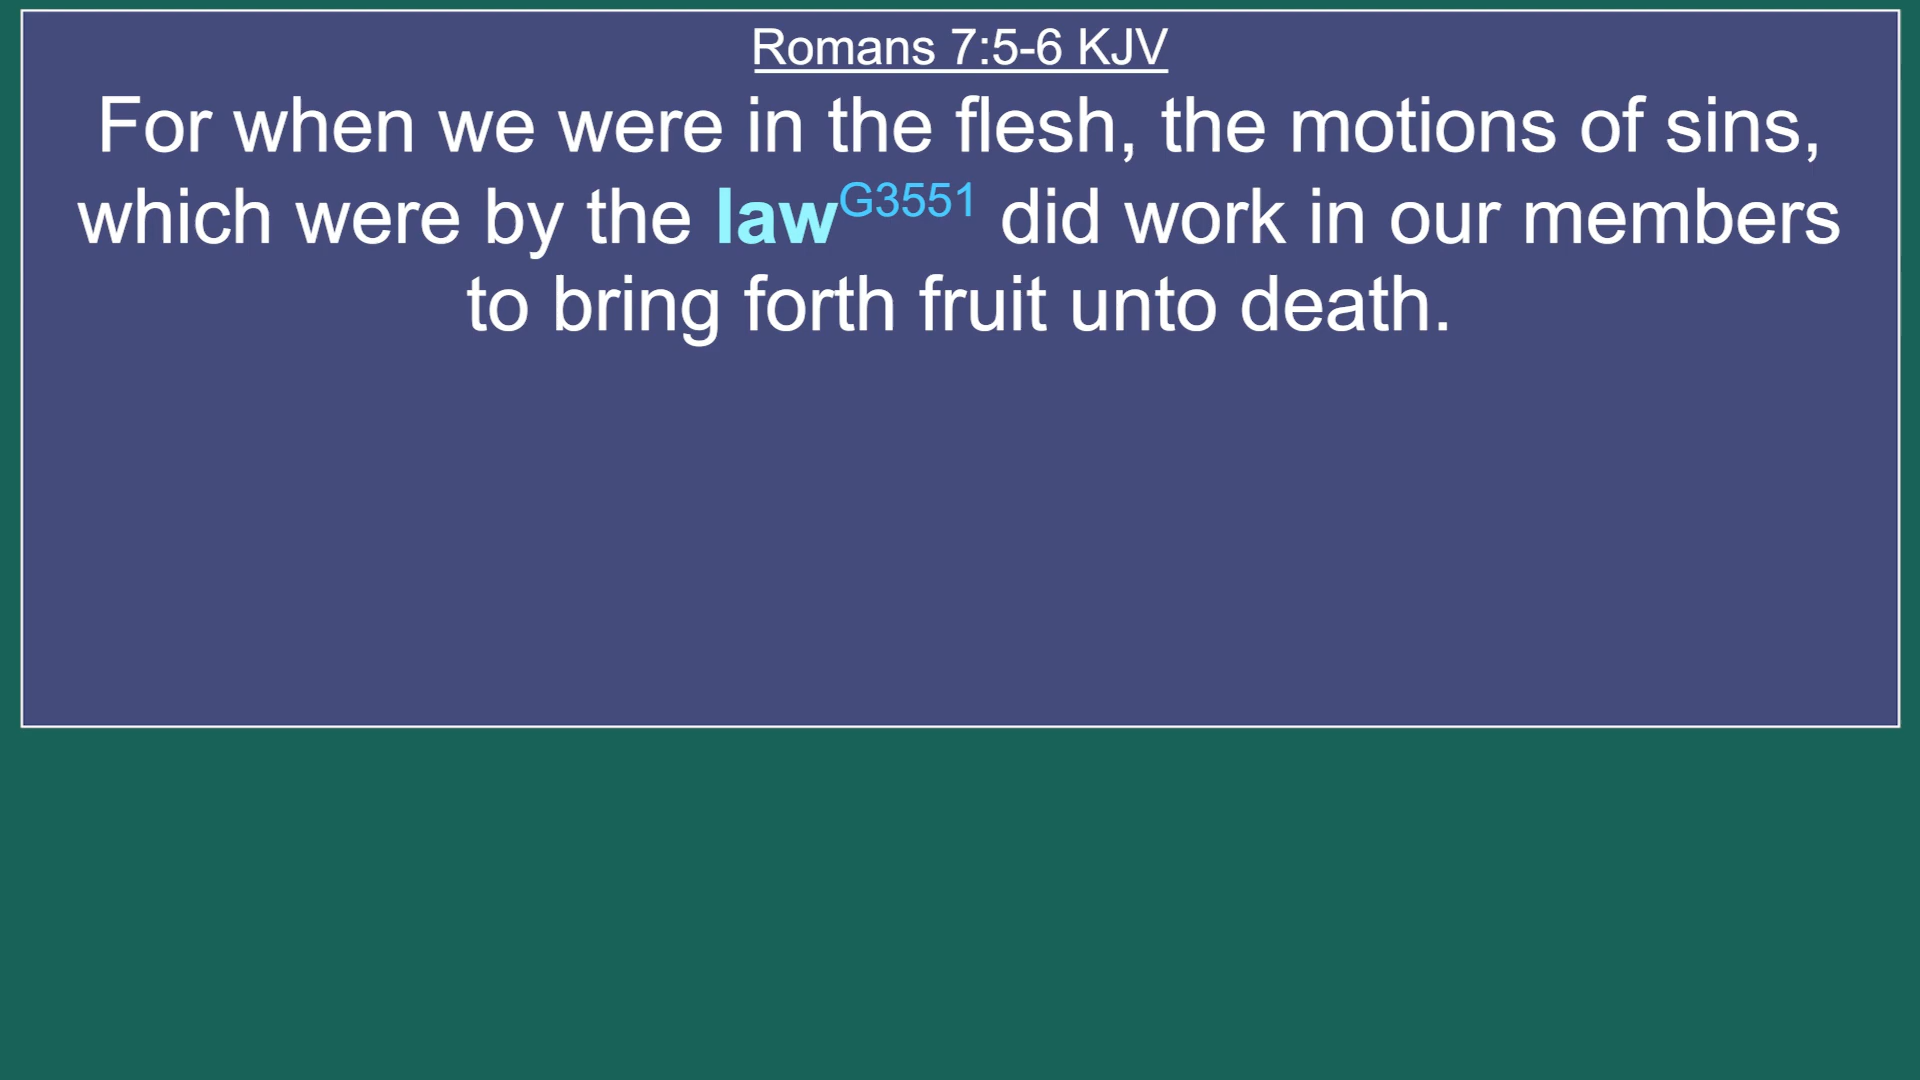 Romans 7:5-6 KJV
For when we were in the flesh, the motions of sins,
which were by the lawG3551 did work in our members
to bring forth fruit unto death.